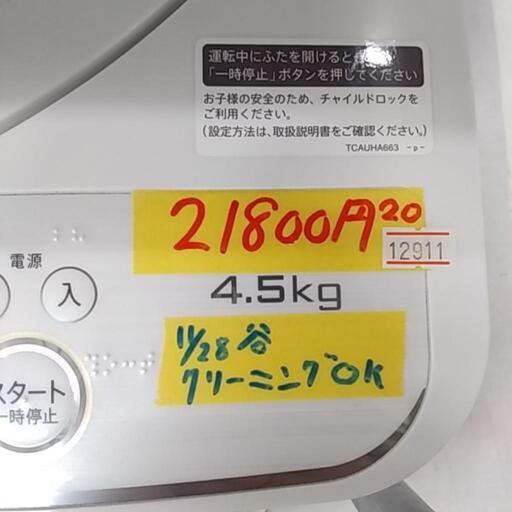 運転中にふたを開けるときは
「一時停止」ボタンを押してください
お子様の安全のため、チャイルドロックを
ご利用ください。
(設定方法は、取扱説明書をご確認ください。)
TCAUHA663 -p-
21800円
20
12911
電源
入
4.5kg
11/28 谷
クリーニングOK
スタート
一時停止